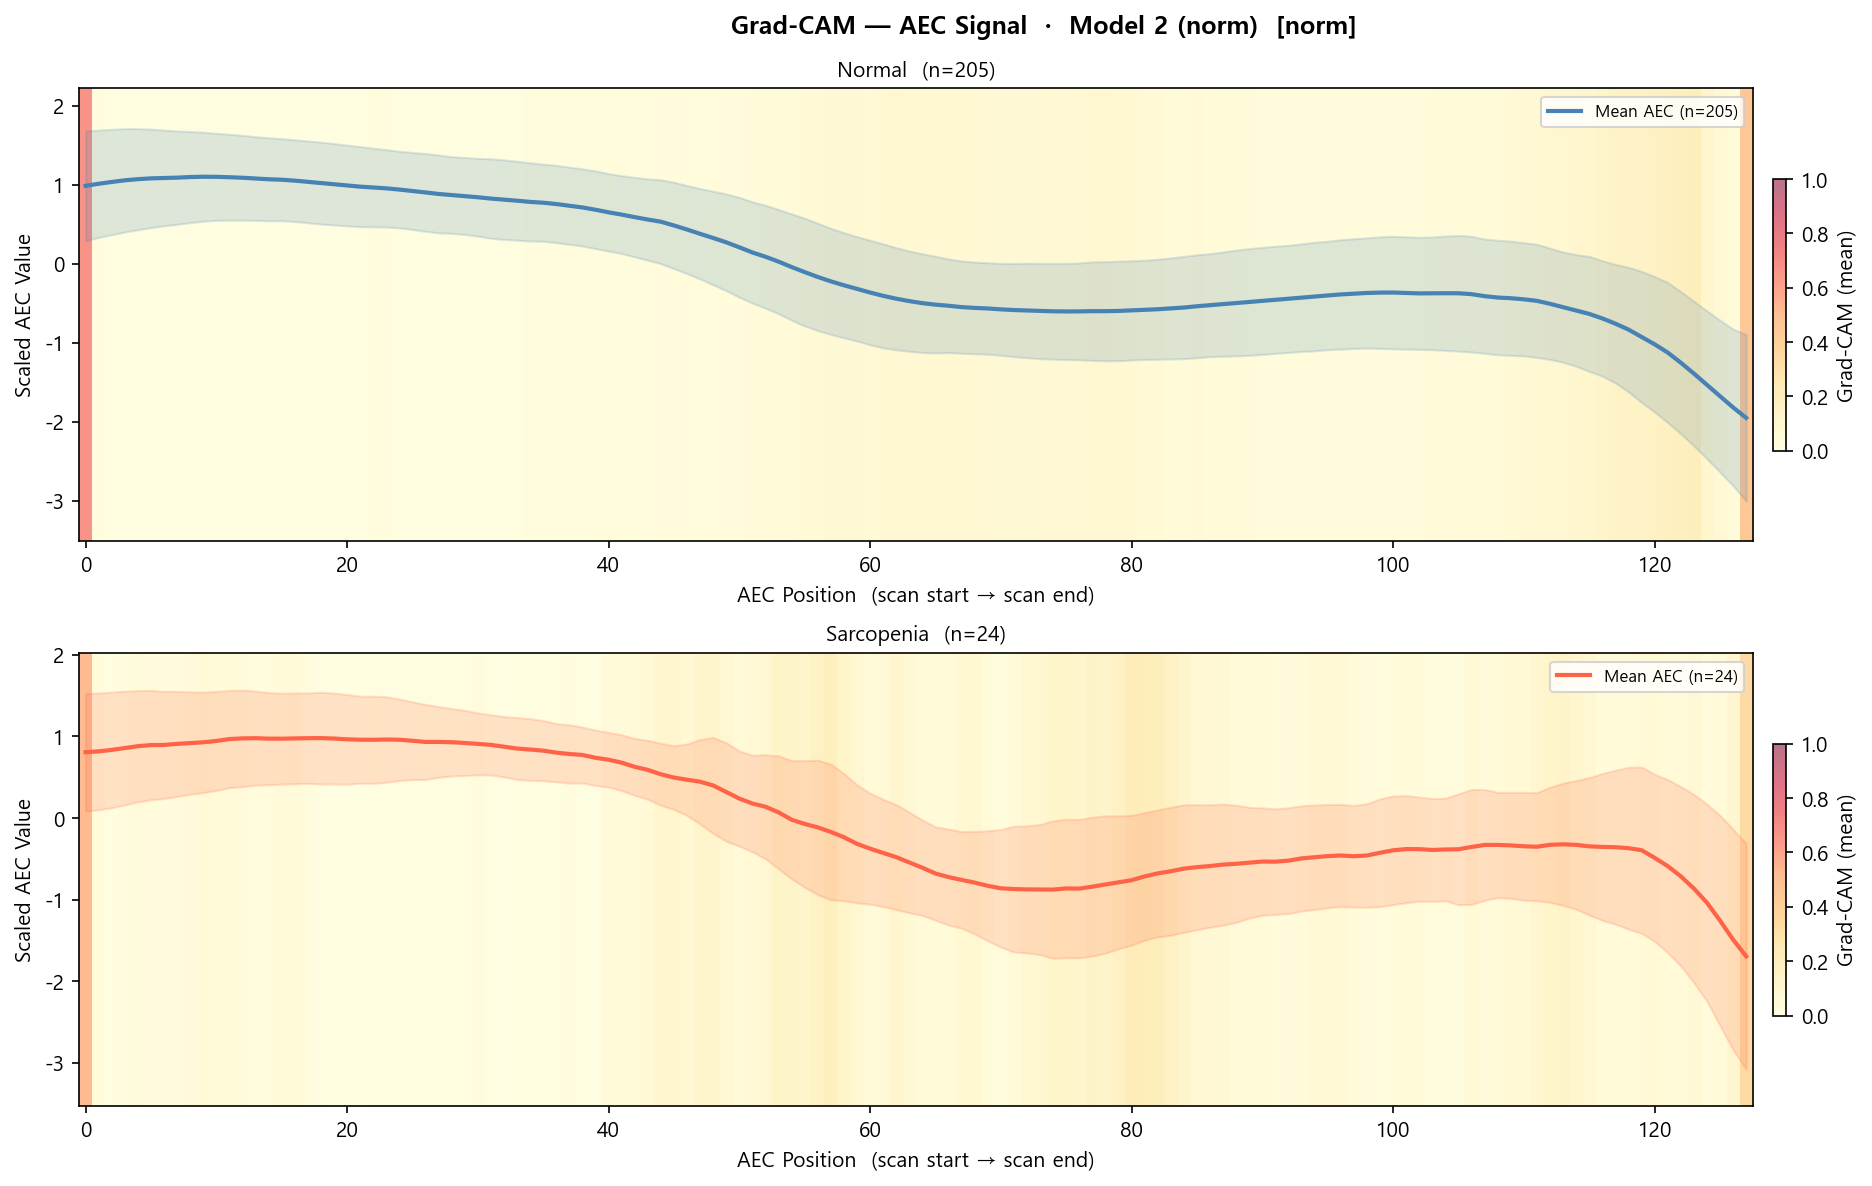 Grad-CAM — AEC Signal · Model 2 (norm) [norm]
Normal (n=205)
Mean AEC (n=205)
Scaled AEC Value
2
1
0
-1
-2
-3
0 20 40 60 80 100 120
AEC Position (scan start → scan end)
1.0
0.8
0.6
0.4
0.2
0.0
Grad-CAM (mean)
Sarcopenia (n=24)
Mean AEC (n=24)
Scaled AEC Value
2
1
0
-1
-2
-3
0 20 40 60 80 100 120
AEC Position (scan start → scan end)
1.0
0.8
0.6
0.4
0.2
0.0
Grad-CAM (mean)